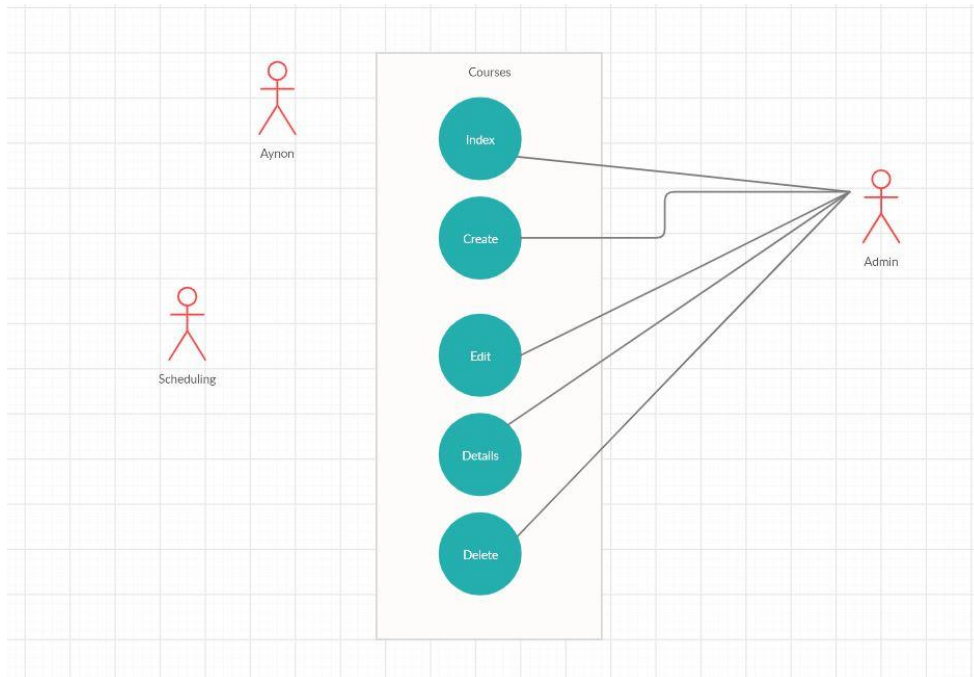 Courses
Index
Aynon
Create
Admin
Edit
Scheduling
Details
Delete